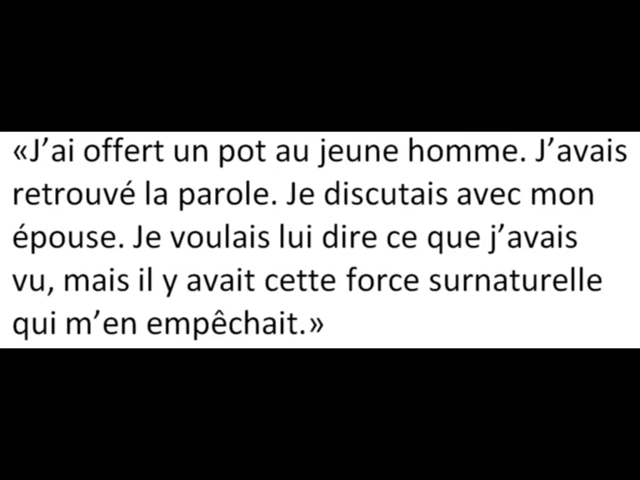 «J’ai offert un pot au jeune homme. J’avais
retrouvé la parole. Je discutais avec mon
épouse. Je voulais lui dire ce que j’avais
vu, mais il y avait cette force surnaturelle
qui m’en empêchait.»